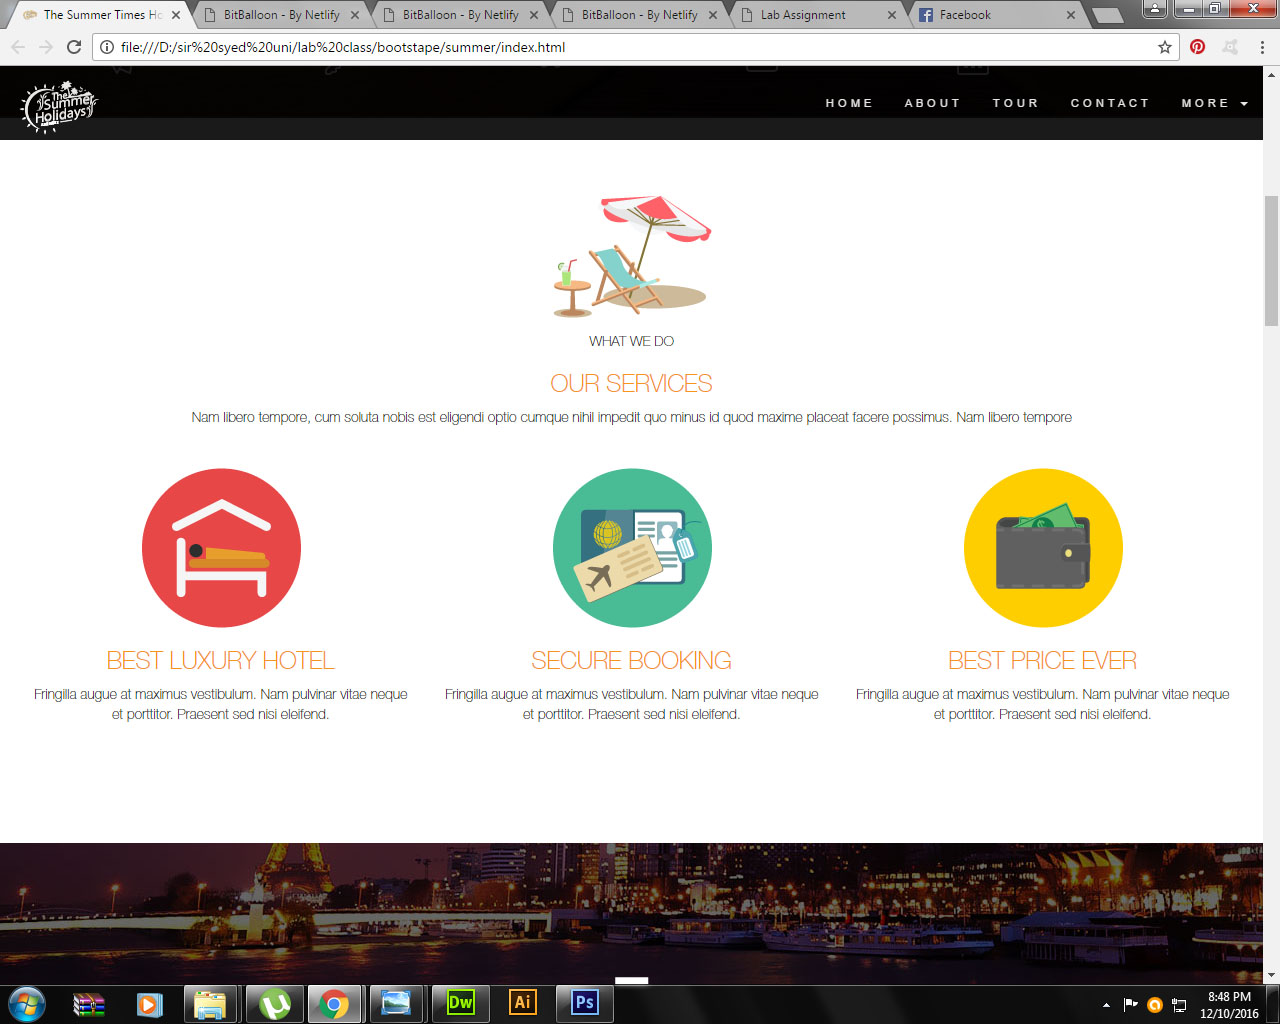 The Summer Times Ho
BitBalloon - By Netlify
BitBalloon - By Netlify
BitBalloon - By Netlify
Lab Assignment
Facebook
file:///D:/sir%20syed%20uni/lab%20class/bootstape/summer/index.html
The
Summer
Holidays
HOME ABOUT TOUR CONTACT MORE
WHAT WE DO
OUR SERVICES
Nam libero tempore, cum soluta nobis est eligendi optio cumque nihil impedit quo minus id quod maxime placeat facere possimus. Nam libero tempore
BEST LUXURY HOTEL
Fringilla augue at maximus vestibulum. Nam pulvinar vitae neque
et porttitor. Praesent sed nisi eleifend.
SECURE BOOKING
Fringilla augue at maximus vestibulum. Nam pulvinar vitae neque
et porttitor. Praesent sed nisi eleifend.
BEST PRICE EVER
Fringilla augue at maximus vestibulum. Nam pulvinar vitae neque
et porttitor. Praesent sed nisi eleifend.
Dw
Ai
Ps
8:48 PM
12/10/2016